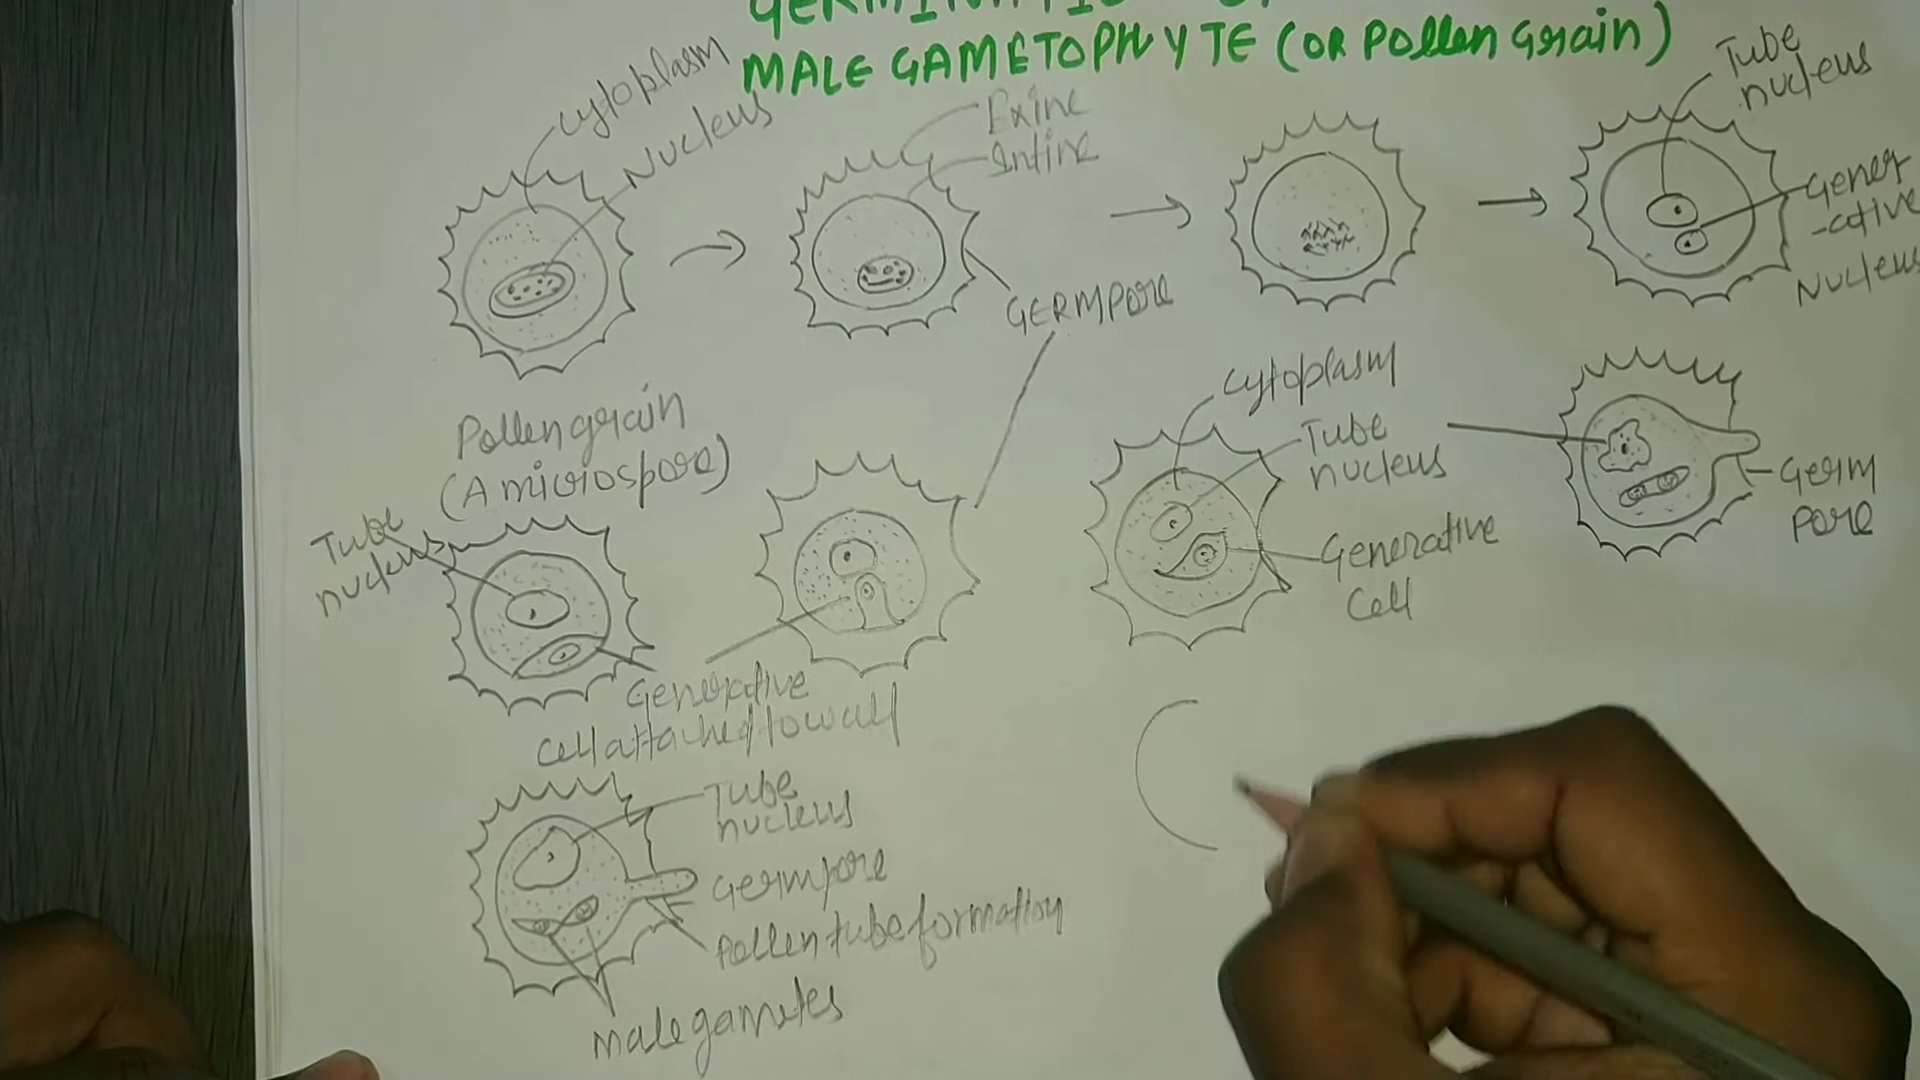 MALE GAMETOPHYTE (OR Pollen Grain)
Cytoplasm
Nucleus
Exine
Intine
GERMPORE
Tube
nucleus
Gener
-ative
Nucleus
Pollen grain
(A microspore)
Cytoplasm
Tube
nucleus
Generative
Cell
Germ
Pore
Tube
nucleus
Generative
Cell attached to wall
Tube
nucleus
Germpore
Pollen tube formation
Male gametes